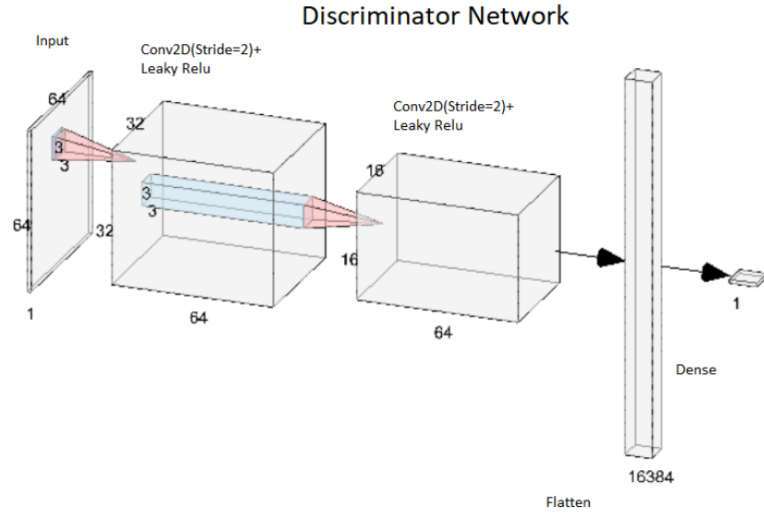 Discriminator Network
Input
Conv2D(Stride=2)+
Leaky Relu
Conv2D(Stride=2)+
Leaky Relu
64
32
16
3
3
3
3
64
32
16
1
64
64
1
Dense
16384
Flatten